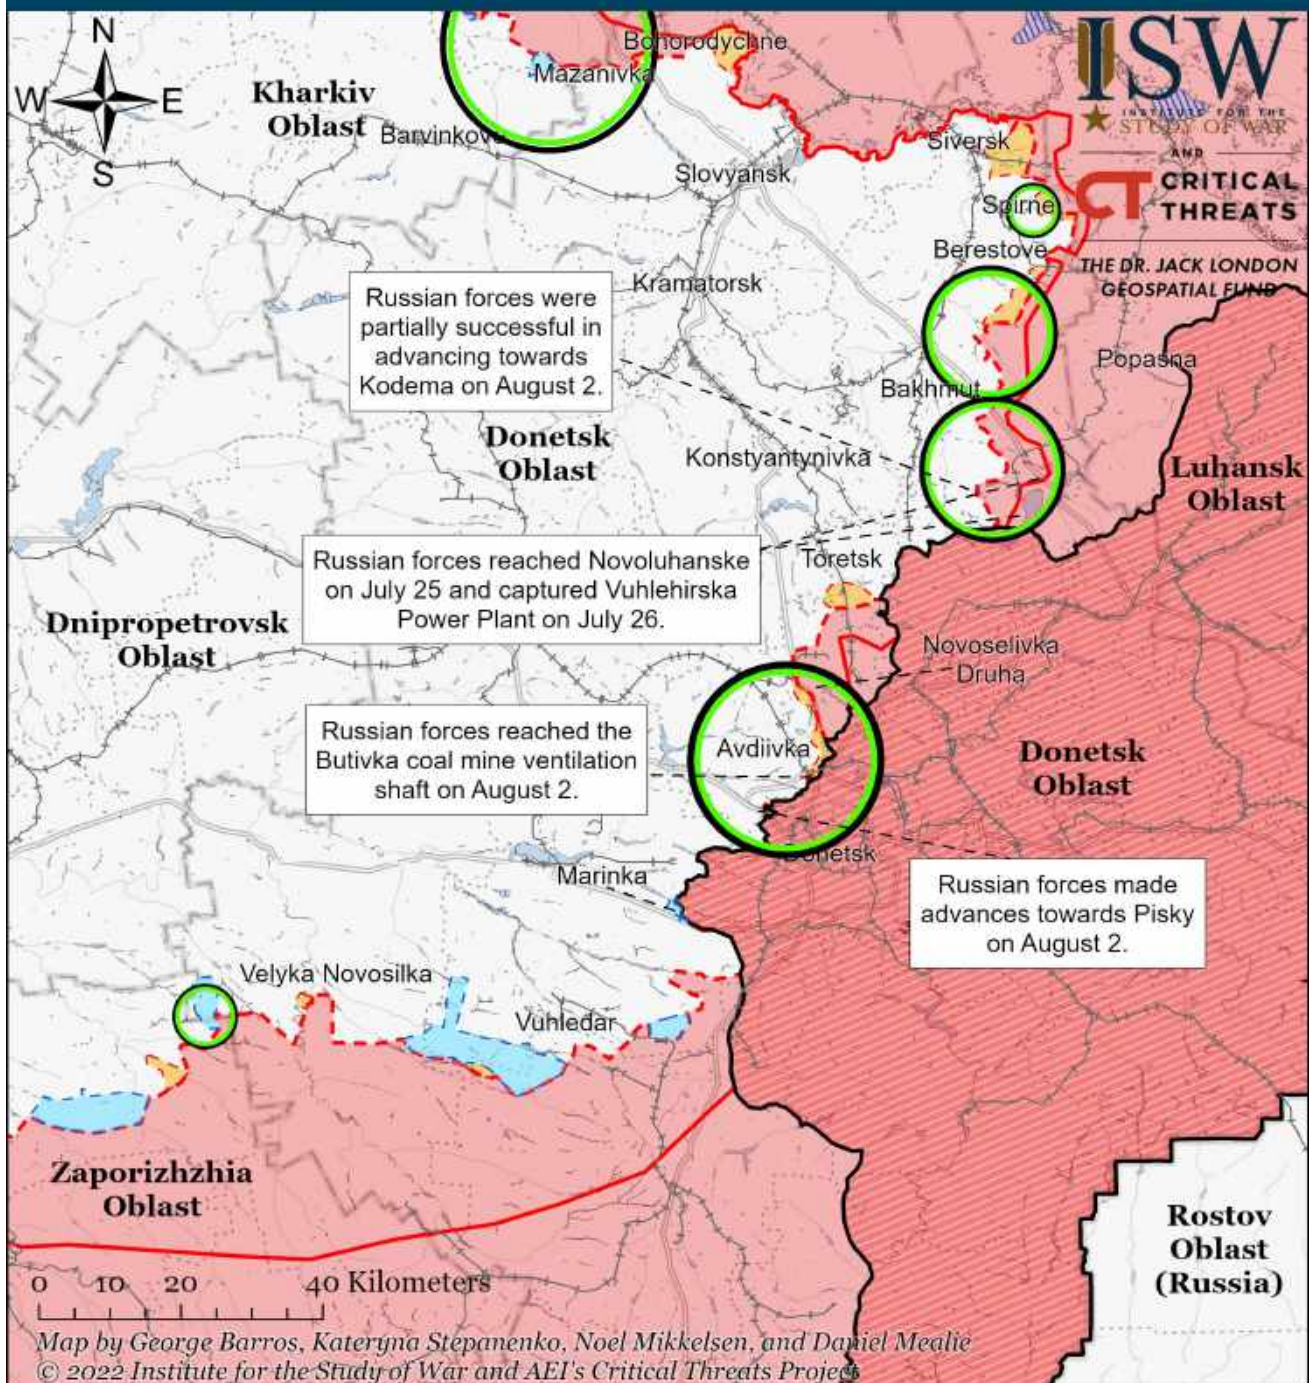 N
W
E
S
ISW
INSTITUTE FOR THE
STUDY OF WAR
AND
CT CRITICAL
THREATS
THE DR. JACK LONDON
GEOSPATIAL FUND
Bohorodychne
Mazanivka
Kharkiv
Oblast
Barvinkove
Siversk
Slovyansk
Spirne
Berestove
Kramatorsk
Russian forces were
partially successful in
advancing towards
Kodema on August 2.
Popasna
Bakhmut
Donetsk
Oblast
Konstyantynivka
Luhansk
Oblast
Russian forces reached Novoluhanske
on July 25 and captured Vuhlehirska
Power Plant on July 26.
Toretsk
Dnipropetrovsk
Oblast
Novoselivka
Druha
Russian forces reached the
Butivka coal mine ventilation
shaft on August 2.
Avdiivka
Donetsk
Oblast
Donetsk
Marinka
Russian forces made
advances towards Pisky
on August 2.
Velyka Novosilka
Vuhledar
Zaporizhzhia
Oblast
Rostov
Oblast
(Russia)
0 10 20 40 Kilometers
Map by George Barros, Kateryna Stepanenko, Noel Mikkelsen, and Daniel Mealie
© 2022 Institute for the Study of War and AEI's Critical Threats Project